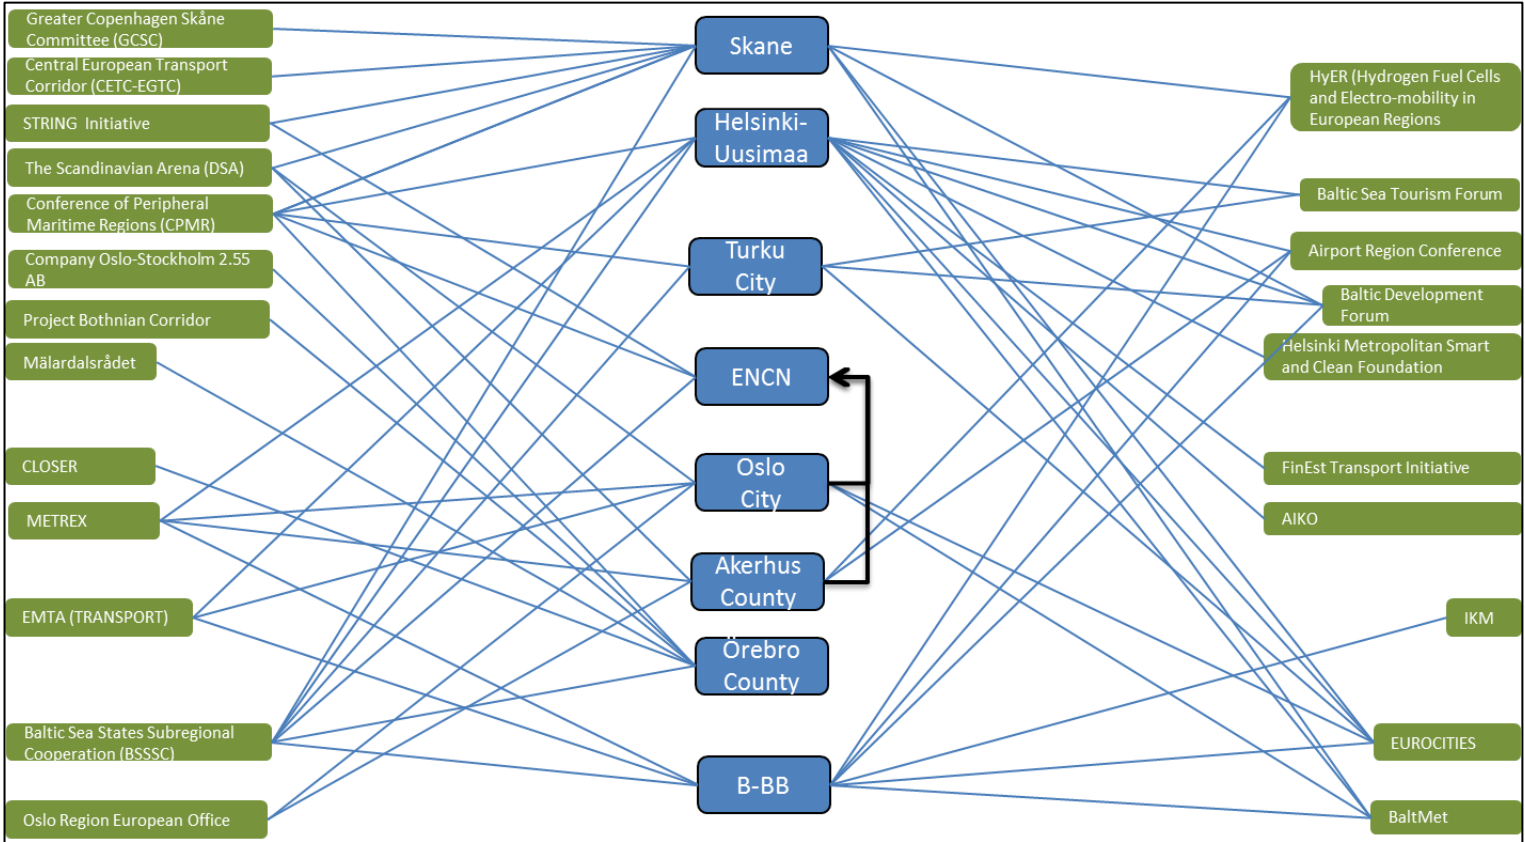 Greater Copenhagen Skåne
Committee (GCSC)
Central European Transport
Corridor (CETC-EGTC)
STRING Initiative
The Scandinavian Arena (DSA)
Conference of Peripheral
Maritime Regions (CPMR)
Company Oslo-Stockholm 2.55
AB
Project Bothnian Corridor
Mälardalsrådet
CLOSER
METREX
EMTA (TRANSPORT)
Baltic Sea States Subregional
Cooperation (BSSSC)
Oslo Region European Office
Skane
Helsinki-
Uusimaa
Turku
City
ENCN
Oslo
City
Akerhus
County
Örebro
County
B-BB
HyER (Hydrogen Fuel Cells
and Electro-mobility in
European Regions
Baltic Sea Tourism Forum
Airport Region Conference
Baltic Development
Forum
Helsinki Metropolitan Smart
and Clean Foundation
FinEst Transport Initiative
AIKO
IKM
EUROCITIES
BaltMet